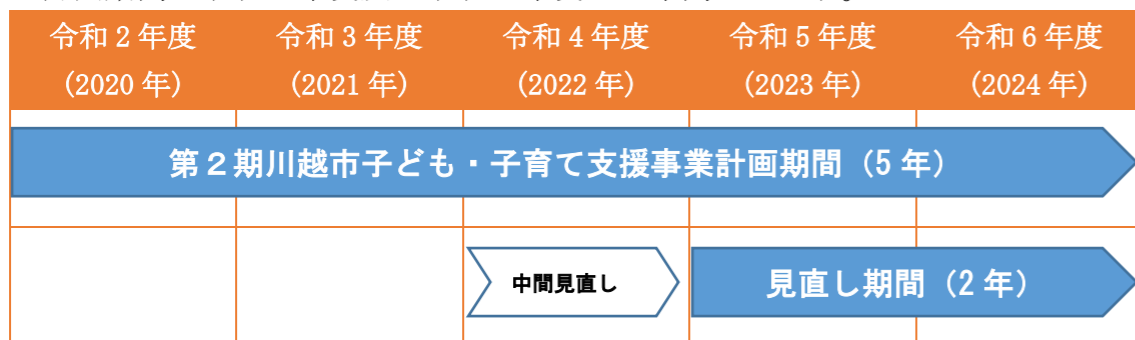 令和２年度 令和３年度 令和４年度 令和５年度 令和６年度
(2020 年) (2021 年) (2022 年) (2023 年) (2024 年)
第２期川越市子ども・子育て支援事業計画期間（5 年）
中間見直し 見直し期間（2 年）